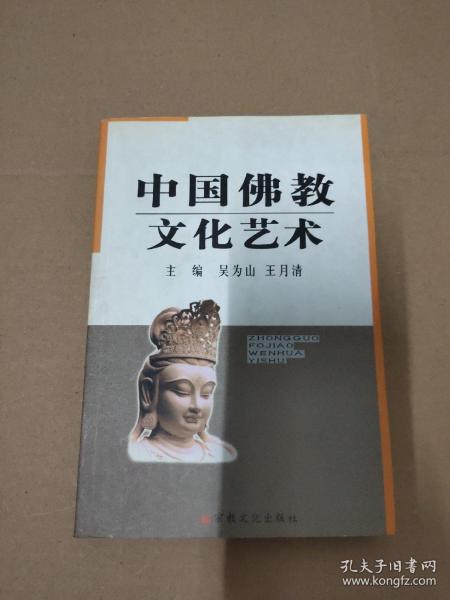 中国佛教
文化艺术
主 编 吴为山 王月清
ZHONGGUO
FOJIAO
WENHUA
YISHU
宗教文化出版社
孔夫子旧书网
www.kongfz.com